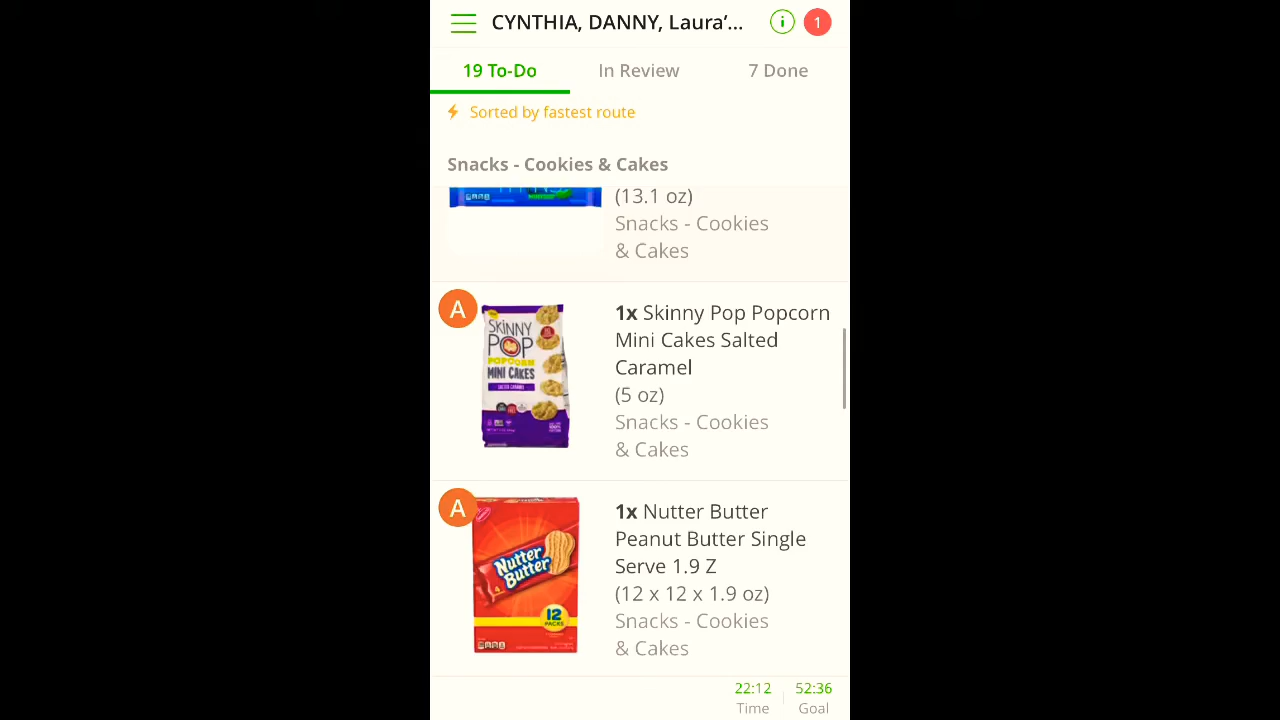 CYNTHIA, DANNY, Laura’...
i
1
19 To-Do
In Review
7 Done
Sorted by fastest route
Snacks - Cookies & Cakes
(13.1 oz)
Snacks - Cookies
& Cakes
A
SKINNY
POP
POPCORN
MINI CAKES
SALTED CARAMEL
1x Skinny Pop Popcorn
Mini Cakes Salted
Caramel
(5 oz)
Snacks - Cookies
& Cakes
A
Nutter
Butter
12
PACKS
1x Nutter Butter
Peanut Butter Single
Serve 1.9 Z
(12 x 12 x 1.9 oz)
Snacks - Cookies
& Cakes
22:12
Time
52:36
Goal